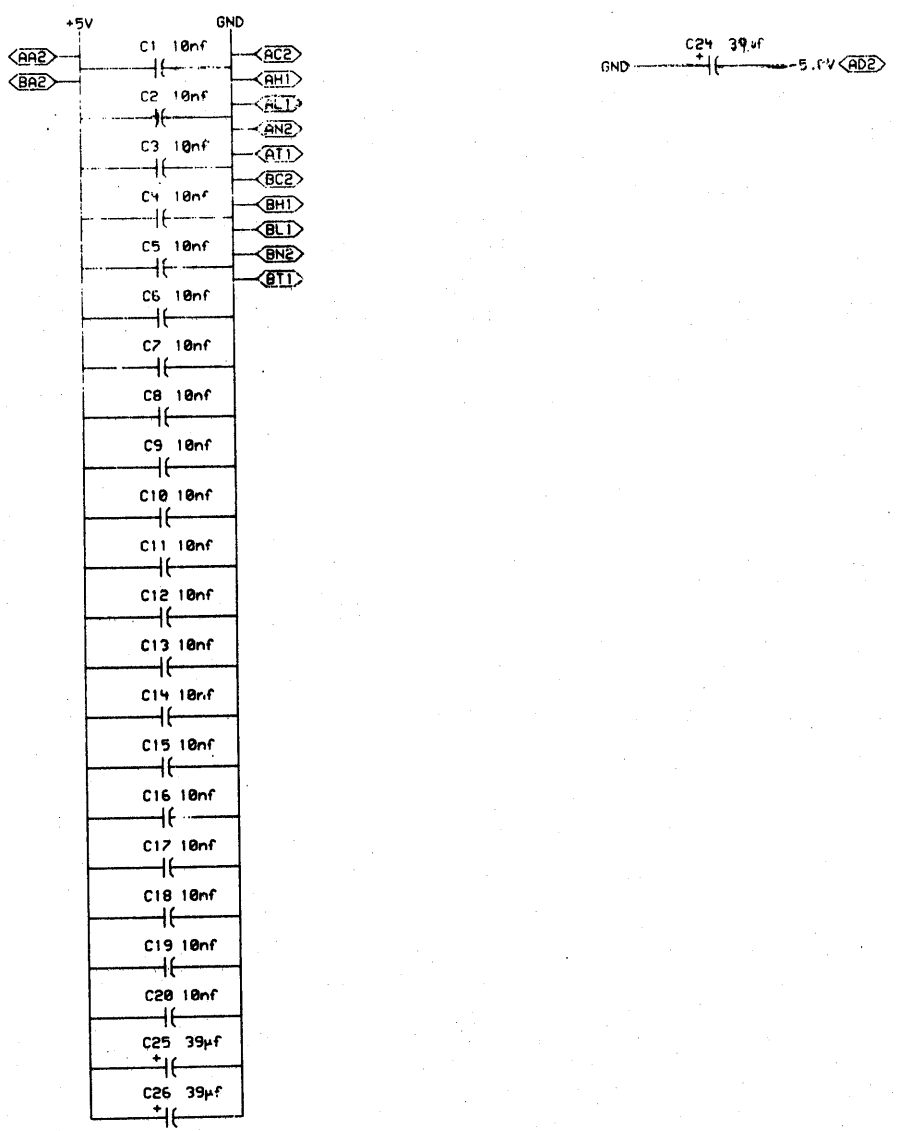 +5V GND
C1 10nf
AA2 AC2
BA2 AH1
C2 10nf
AL1
AN2
C3 10nf
AT1
BC2
C4 10nf
BH1
BL1
C5 10nf
BN2
BT1
C6 10nf
C7 10nf
C8 10nf
C9 10nf
C10 10nf
C11 10nf
C12 10nf
C13 10nf
C14 10nf
C15 10nf
C16 10nf
C17 10nf
C18 10nf
C19 10nf
C20 10nf
C25 39µf
+
C26 39µf
+
C24
+
GND AD2